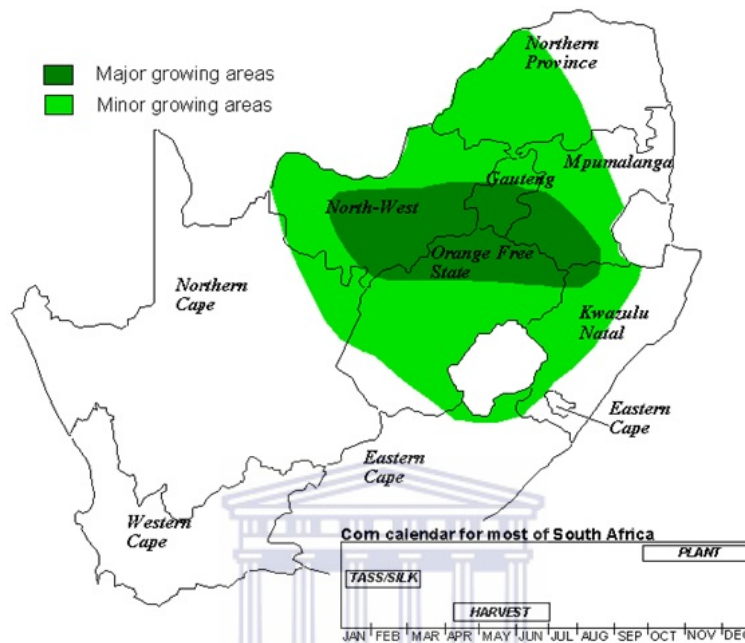 Northern
Province
Major growing areas
Minor growing areas
Mpumalanga
Gauteng
North-West
Orange Free
State
Northern
Cape
Kwazulu
Natal
Eastern
Cape
Eastern
Cape
Western
Cape
Corn calendar for most of South Africa
PLANT
TASS/SILK
HARVEST
JAN FEB MAR APR MAY JUN JUL AUG SEP OCT NOV DEC